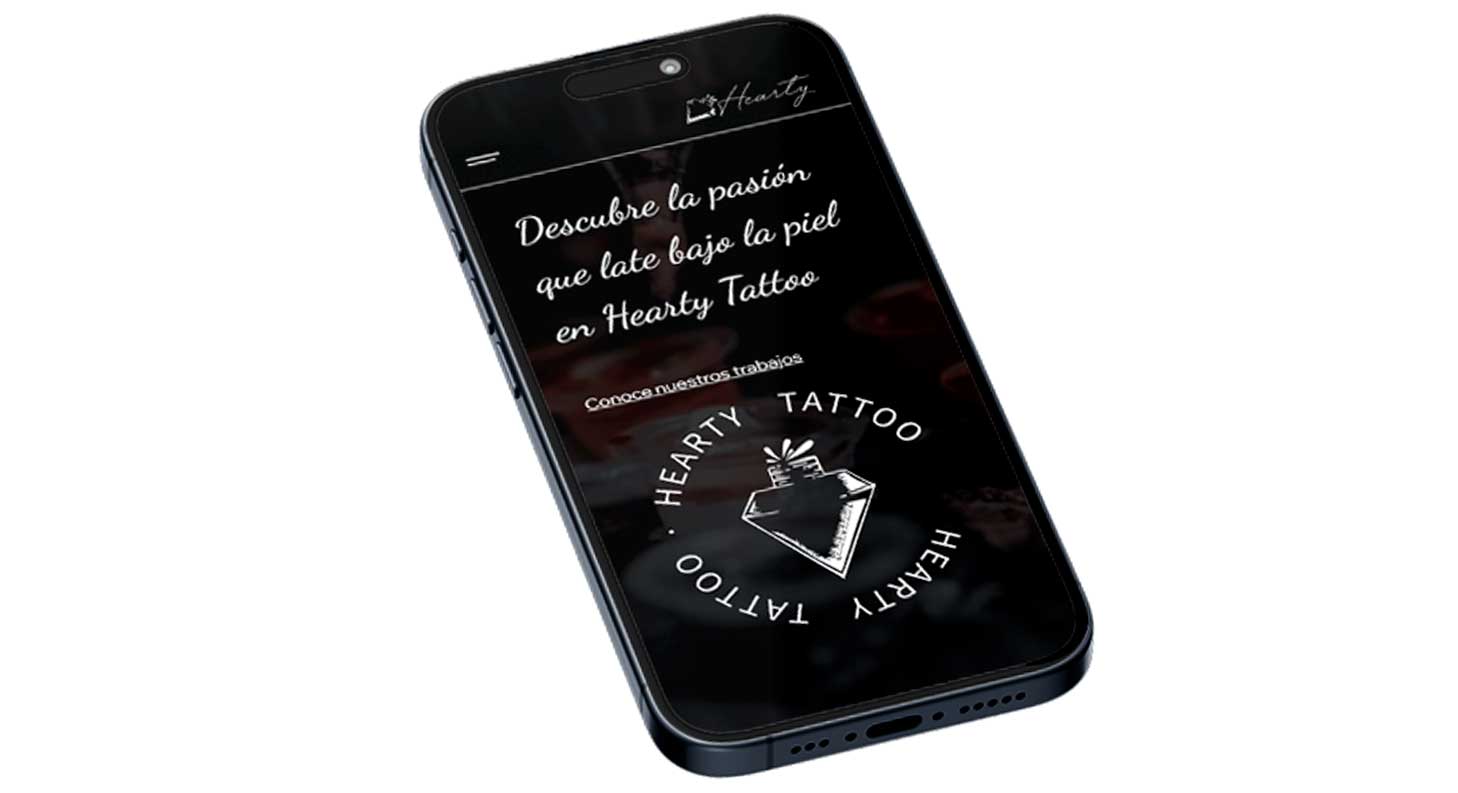 Hearty
Descubre la pasión
que late bajo la piel
en Hearty Tattoo
Conoce nuestros trabajos
· HEARTY TATTOO
HEARTY TATTOO